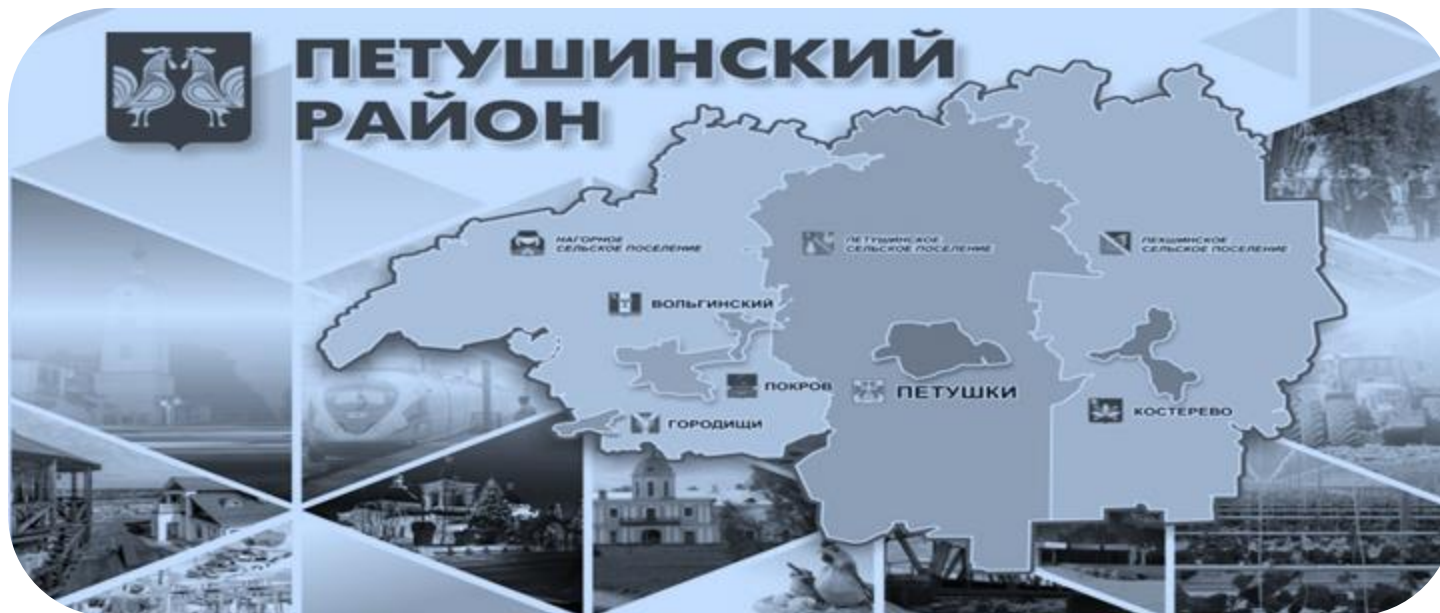 ПЕТУШИНСКИЙ
РАЙОН
НАГОРНОЕ
СЕЛЬСКОЕ ПОСЕЛЕНИЕ
ПЕТУШИНСКОЕ
СЕЛЬСКОЕ ПОСЕЛЕНИЕ
ПЕКШИНСКОЕ
СЕЛЬСКОЕ ПОСЕЛЕНИЕ
ВОЛЬГИНСКИЙ
ПОКРОВ
ПЕТУШКИ
КОСТЕРЕВО
ГОРОДИЩИ